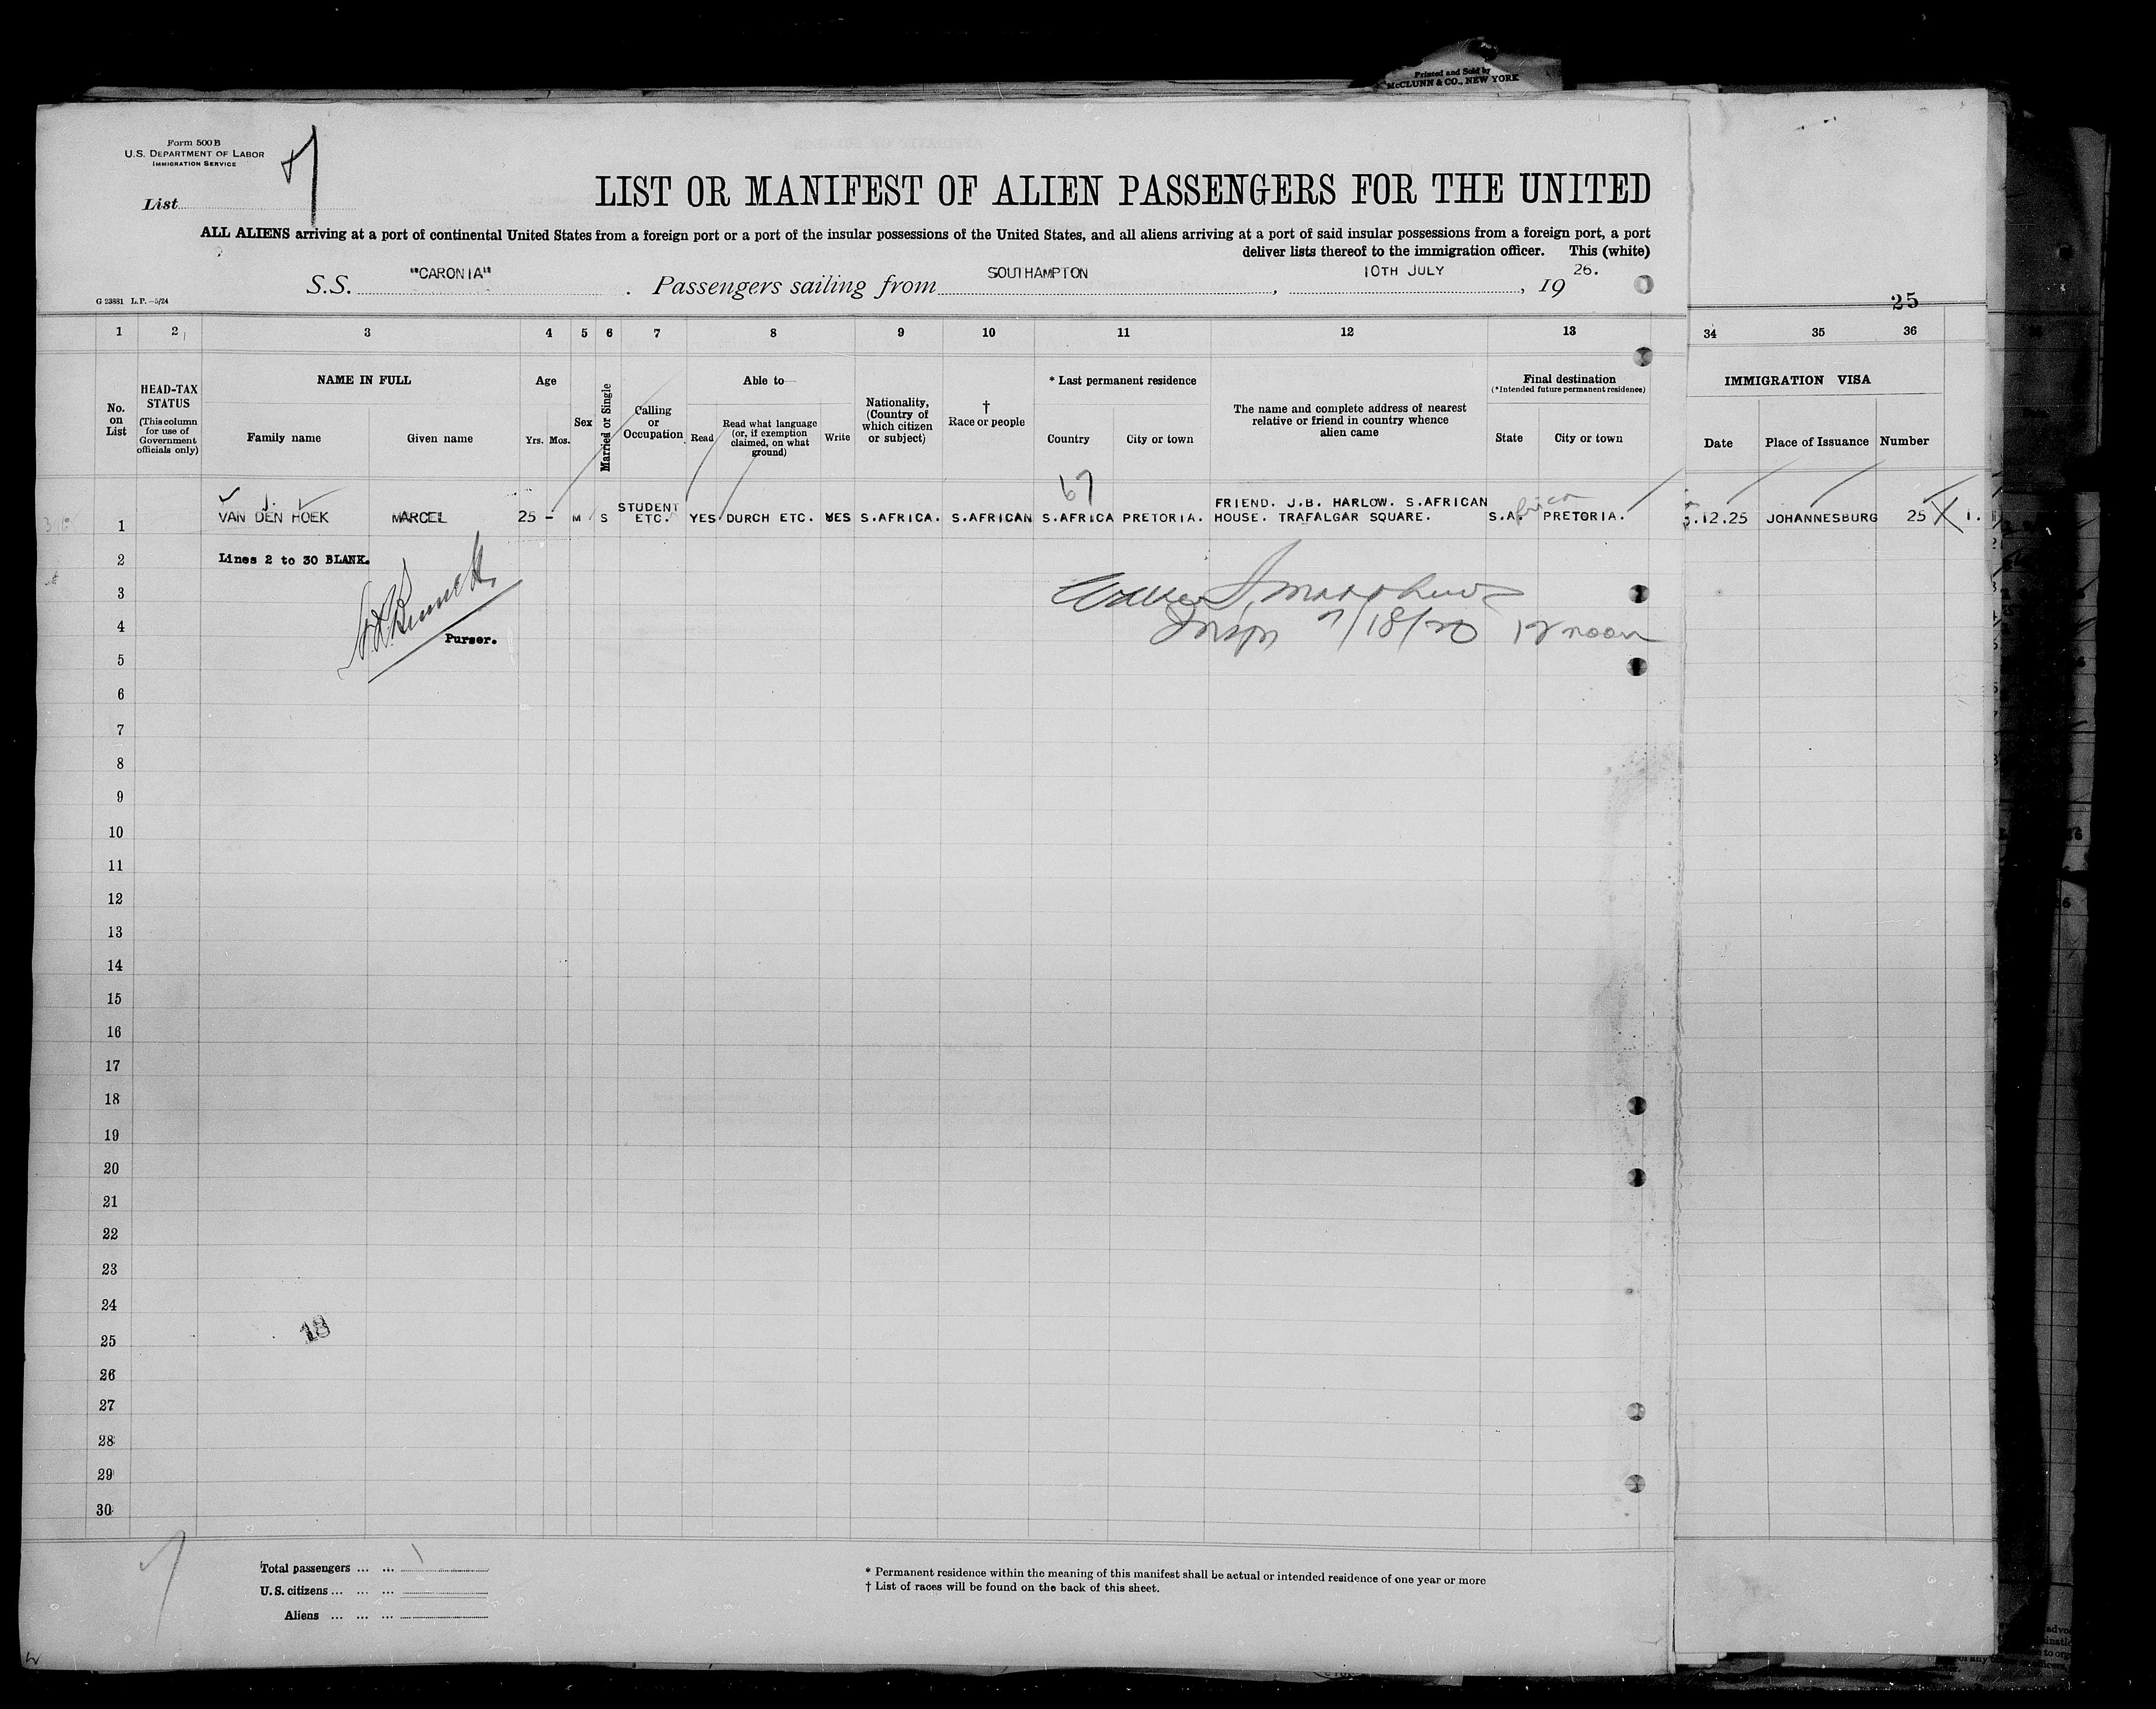 Printed and Sold by
McCLUNN & CO., NEW YORK
Form 500 B
U.S. DEPARTMENT OF LABOR
IMMIGRATION SERVICE
List
LIST OR MANIFEST OF ALIEN PASSENGERS FOR THE UNITED
ALL ALIENS arriving at a port of continental United States from a foreign port or a port of the insular possessions of the United States, and all aliens arriving at a port of said insular possessions from a foreign port, a port
deliver lists thereof to the immigration officer. This (white)
S.S. "CARONIA" . Passengers sailing from SOUTHAMPTON, 10TH JULY, 1926.
G 23881 L.P.—5/24
25
1 2 3 4 5 6 7 8 9 10 11 12 13 34 35 36
No. on List
HEAD-TAX STATUS
(This column for use of Government officials only)
NAME IN FULL
Family name Given name
Age
Yrs. Mos.
Sex
Married or Single
Calling or Occupation
Able to
Read
Read what language (or, if exemption claimed, on what ground)
Write
Nationality, (Country of which citizen or subject)
† Race or people
* Last permanent residence
Country City or town
The name and complete address of nearest relative or friend in country whence alien came
Final destination
(*Intended future permanent residence)
State City or town
IMMIGRATION VISA
Date Place of Issuance Number
67
J.
1 VAN DEN HOEK MARCEL 25 - M S STUDENT ETC. YES DURCH ETC. YES S.AFRICA. S.AFRICAN S.AFRICA PRETORIA. FRIEND. J.B. HARLOW. S.AFRICAN HOUSE. TRAFALGAR SQUARE. S.Africa PRETORIA. .12.25 JOHANNESBURG 25 X 1.
2 Lines 2 to 30 BLANK.
3
4 Purser.
Insp 7/18/26 12 noon
5
6
7
8
9
10
11
12
13
14
15
16
17
18
19
20
21
22
23
24
18
25
26
27
28
29
30
Total passengers ... ... 1
U.S. citizens ... ... ...
Aliens ... ... ...
* Permanent residence within the meaning of this manifest shall be actual or intended residence of one year or more
† List of races will be found on the back of this sheet.